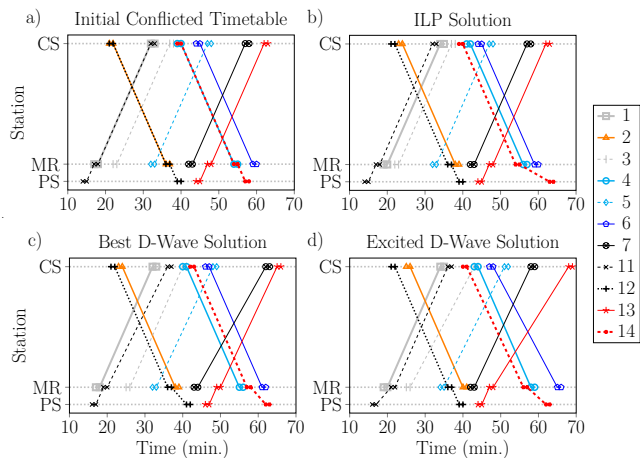 a) Initial Conflicted Timetable
CS
MR
PS
Station
10 20 30 40 50 60 70
b) ILP Solution
CS
MR
PS
10 20 30 40 50 60 70
c) Best D-Wave Solution
CS
MR
PS
Station
10 20 30 40 50 60 70
Time (min.)
d) Excited D-Wave Solution
CS
MR
PS
10 20 30 40 50 60 70
Time (min.)
1
2
3
4
5
6
7
11
12
13
14